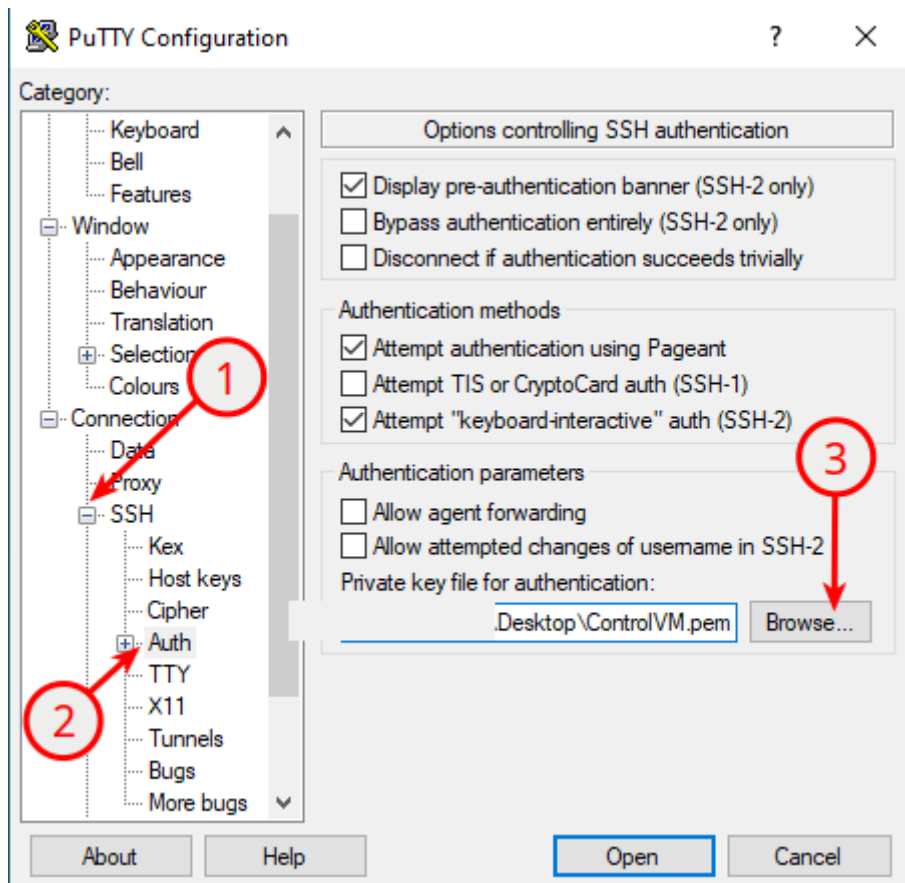 PuTTY Configuration
?
Category:
Keyboard
Bell
Features
Window
Appearance
Behaviour
Translation
Selection
Colours
Connection
Data
Proxy
SSH
Kex
Host keys
Cipher
Auth
TTY
X11
Tunnels
Bugs
More bugs
1
2
Options controlling SSH authentication
Display pre-authentication banner (SSH-2 only)
Bypass authentication entirely (SSH-2 only)
Disconnect if authentication succeeds trivially
Authentication methods
Attempt authentication using Pageant
Attempt TIS or CryptoCard auth (SSH-1)
Attempt "keyboard-interactive" auth (SSH-2)
3
Authentication parameters
Allow agent forwarding
Allow attempted changes of username in SSH-2
Private key file for authentication:
.Desktop\ControlVM.pem
Browse...
About
Help
Open
Cancel